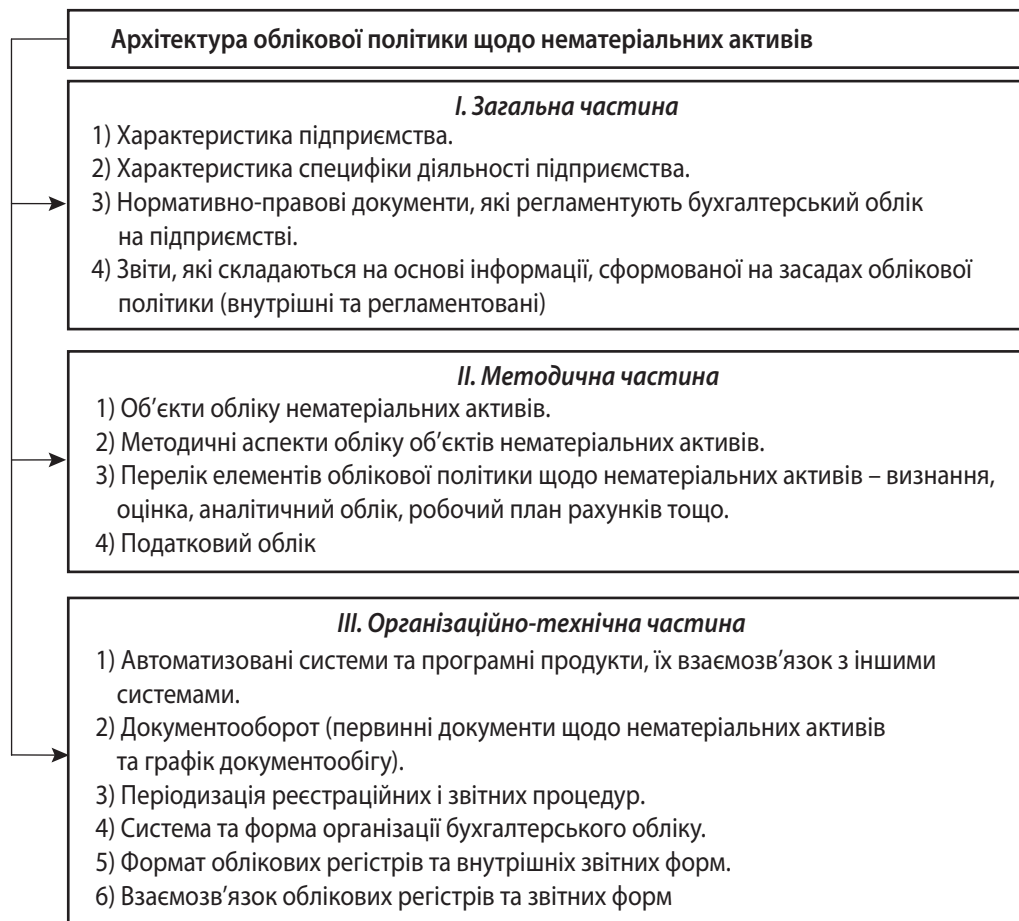 Архітектура облікової політики щодо нематеріальних активів
І. Загальна частина
1) Характеристика підприємства.
2) Характеристика специфіки діяльності підприємства.
3) Нормативно-правові документи, які регламентують бухгалтерський облік
на підприємстві.
4) Звіти, які складаються на основі інформації, сформованої на засадах облікової
політики (внутрішні та регламентовані)
ІІ. Методична частина
1) Об’єкти обліку нематеріальних активів.
2) Методичні аспекти обліку об’єктів нематеріальних активів.
3) Перелік елементів облікової політики щодо нематеріальних активів – визнання,
оцінка, аналітичний облік, робочий план рахунків тощо.
4) Податковий облік
ІІІ. Організаційно-технічна частина
1) Автоматизовані системи та програмні продукти, їх взаємозв’язок з іншими
системами.
2) Документооборот (первинні документи щодо нематеріальних активів
та графік документообігу).
3) Періодизація реєстраційних і звітних процедур.
4) Система та форма організації бухгалтерського обліку.
5) Формат облікових регістрів та внутрішніх звітних форм.
6) Взаємозв’язок облікових регістрів та звітних форм